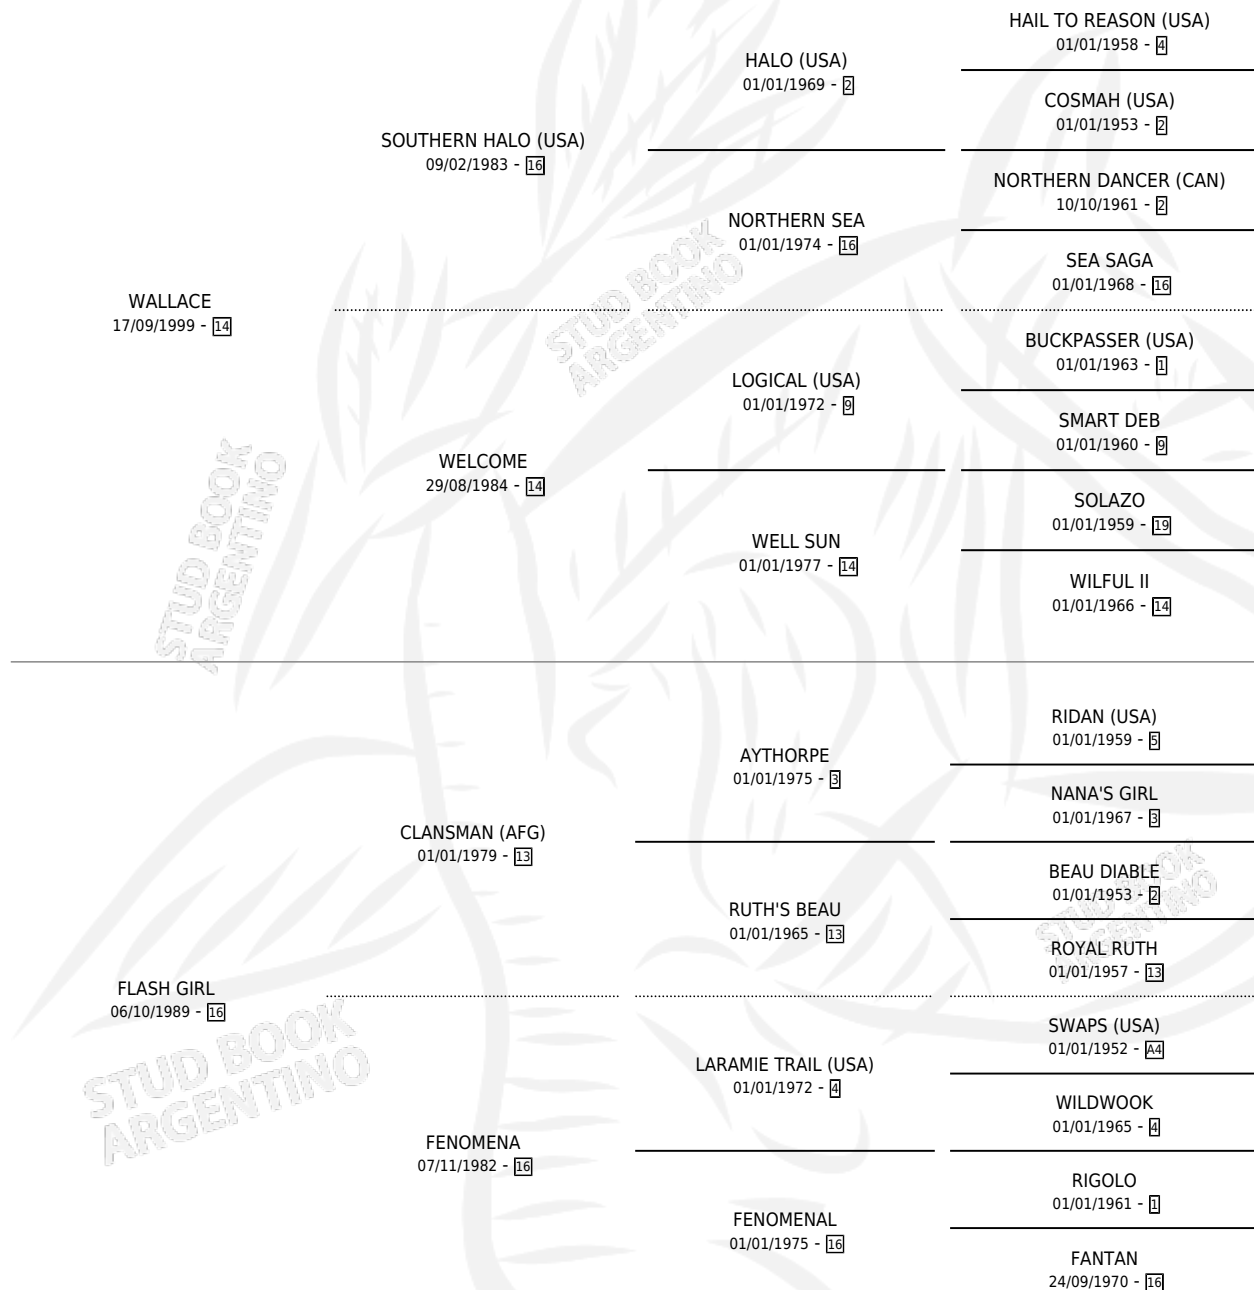 HAIL TO REASON (USA)
01/01/1958 - 4
HALO (USA)
01/01/1969 - 2
COSMAH (USA)
01/01/1953 - 2
SOUTHERN HALO (USA)
09/02/1983 - 16
NORTHERN DANCER (CAN)
10/10/1961 - 2
NORTHERN SEA
01/01/1974 - 16
SEA SAGA
01/01/1968 - 16
WALLACE
17/09/1999 - 14
BUCKPASSER (USA)
01/01/1963 - 1
LOGICAL (USA)
01/01/1972 - 9
SMART DEB
01/01/1960 - 9
WELCOME
29/08/1984 - 14
SOLAZO
01/01/1959 - 19
WELL SUN
01/01/1977 - 14
WILFUL II
01/01/1966 - 14
RIDAN (USA)
01/01/1959 - 5
AYTHORPE
01/01/1975 - 3
NANA'S GIRL
01/01/1967 - 3
CLANSMAN (AFG)
01/01/1979 - 13
BEAU DIABLE
01/01/1953 - 2
RUTH'S BEAU
01/01/1965 - 13
ROYAL RUTH
01/01/1957 - 13
FLASH GIRL
06/10/1989 - 16
SWAPS (USA)
01/01/1952 - A4
LARAMIE TRAIL (USA)
01/01/1972 - 4
WILDWOOK
01/01/1965 - 4
FENOMENA
07/11/1982 - 16
RIGOLO
01/01/1961 - 1
FENOMENAL
01/01/1975 - 16
FANTAN
24/09/1970 - 16
STUD BOOK
ARGENTINO
STUD BOOK
ARGENTINO
STUD BOOK
ARGENTINO
STUD BOOK
ARGENTINO